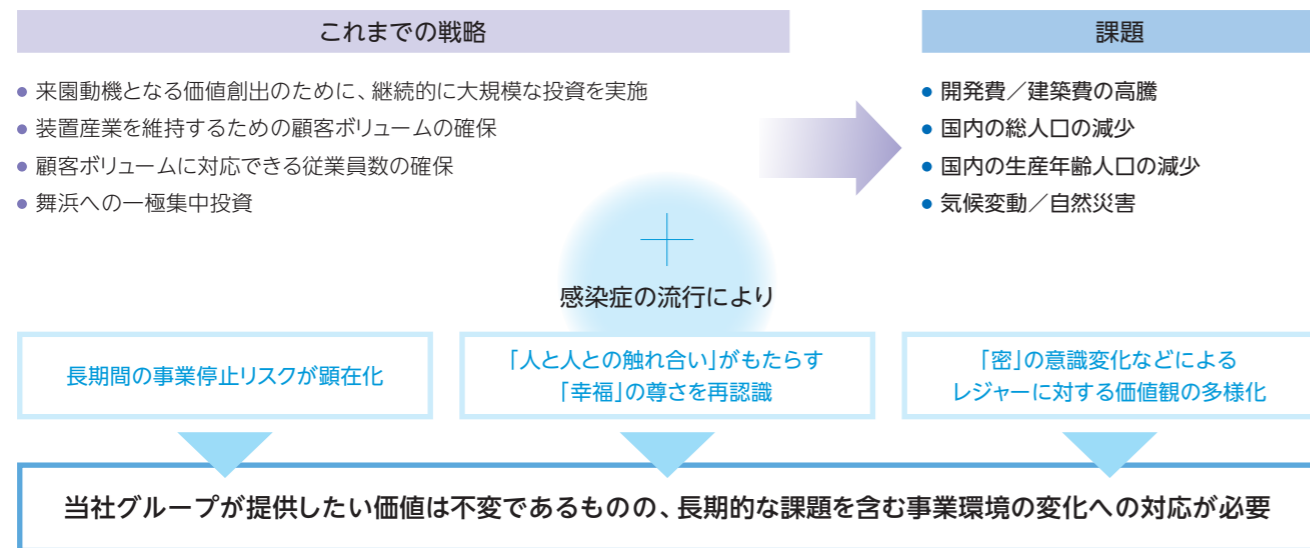 これまでの戦略
● 来園動機となる価値創出のために、継続的に大規模な投資を実施
● 装置産業を維持するための顧客ボリュームの確保
● 顧客ボリュームに対応できる従業員数の確保
● 舞浜への一極集中投資
課題
● 開発費／建築費の高騰
● 国内の総人口の減少
● 国内の生産年齢人口の減少
● 気候変動／自然災害
感染症の流行により
長期間の事業停止リスクが顕在化
「人と人との触れ合い」がもたらす
「幸福」の尊さを再認識
「密」の意識変化などによる
レジャーに対する価値観の多様化
当社グループが提供したい価値は不変であるものの、長期的な課題を含む事業環境の変化への対応が必要